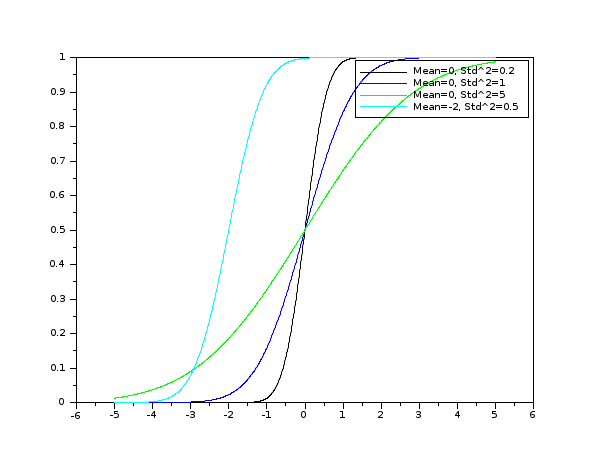 1
0.9
0.8
0.7
0.6
0.5
0.4
0.3
0.2
0.1
0
Mean=0, Std^2=0.2
Mean=0, Std^2=1
Mean=0, Std^2=5
Mean=-2, Std^2=0.5
-6 -5 -4 -3 -2 -1 0 1 2 3 4 5 6